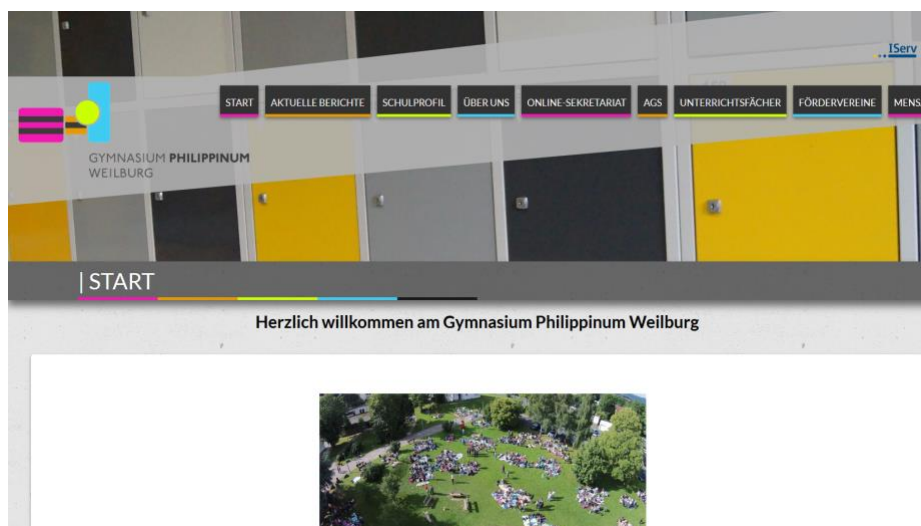 IServ
START
AKTUELLE BERICHTE
SCHULPROFIL
ÜBER UNS
ONLINE-SEKRETARIAT
AGS
UNTERRICHTSFÄCHER
FÖRDERVEREINE
MENS
GYMNASIUM PHILIPPINUM
WEILBURG
| START
Herzlich willkommen am Gymnasium Philippinum Weilburg